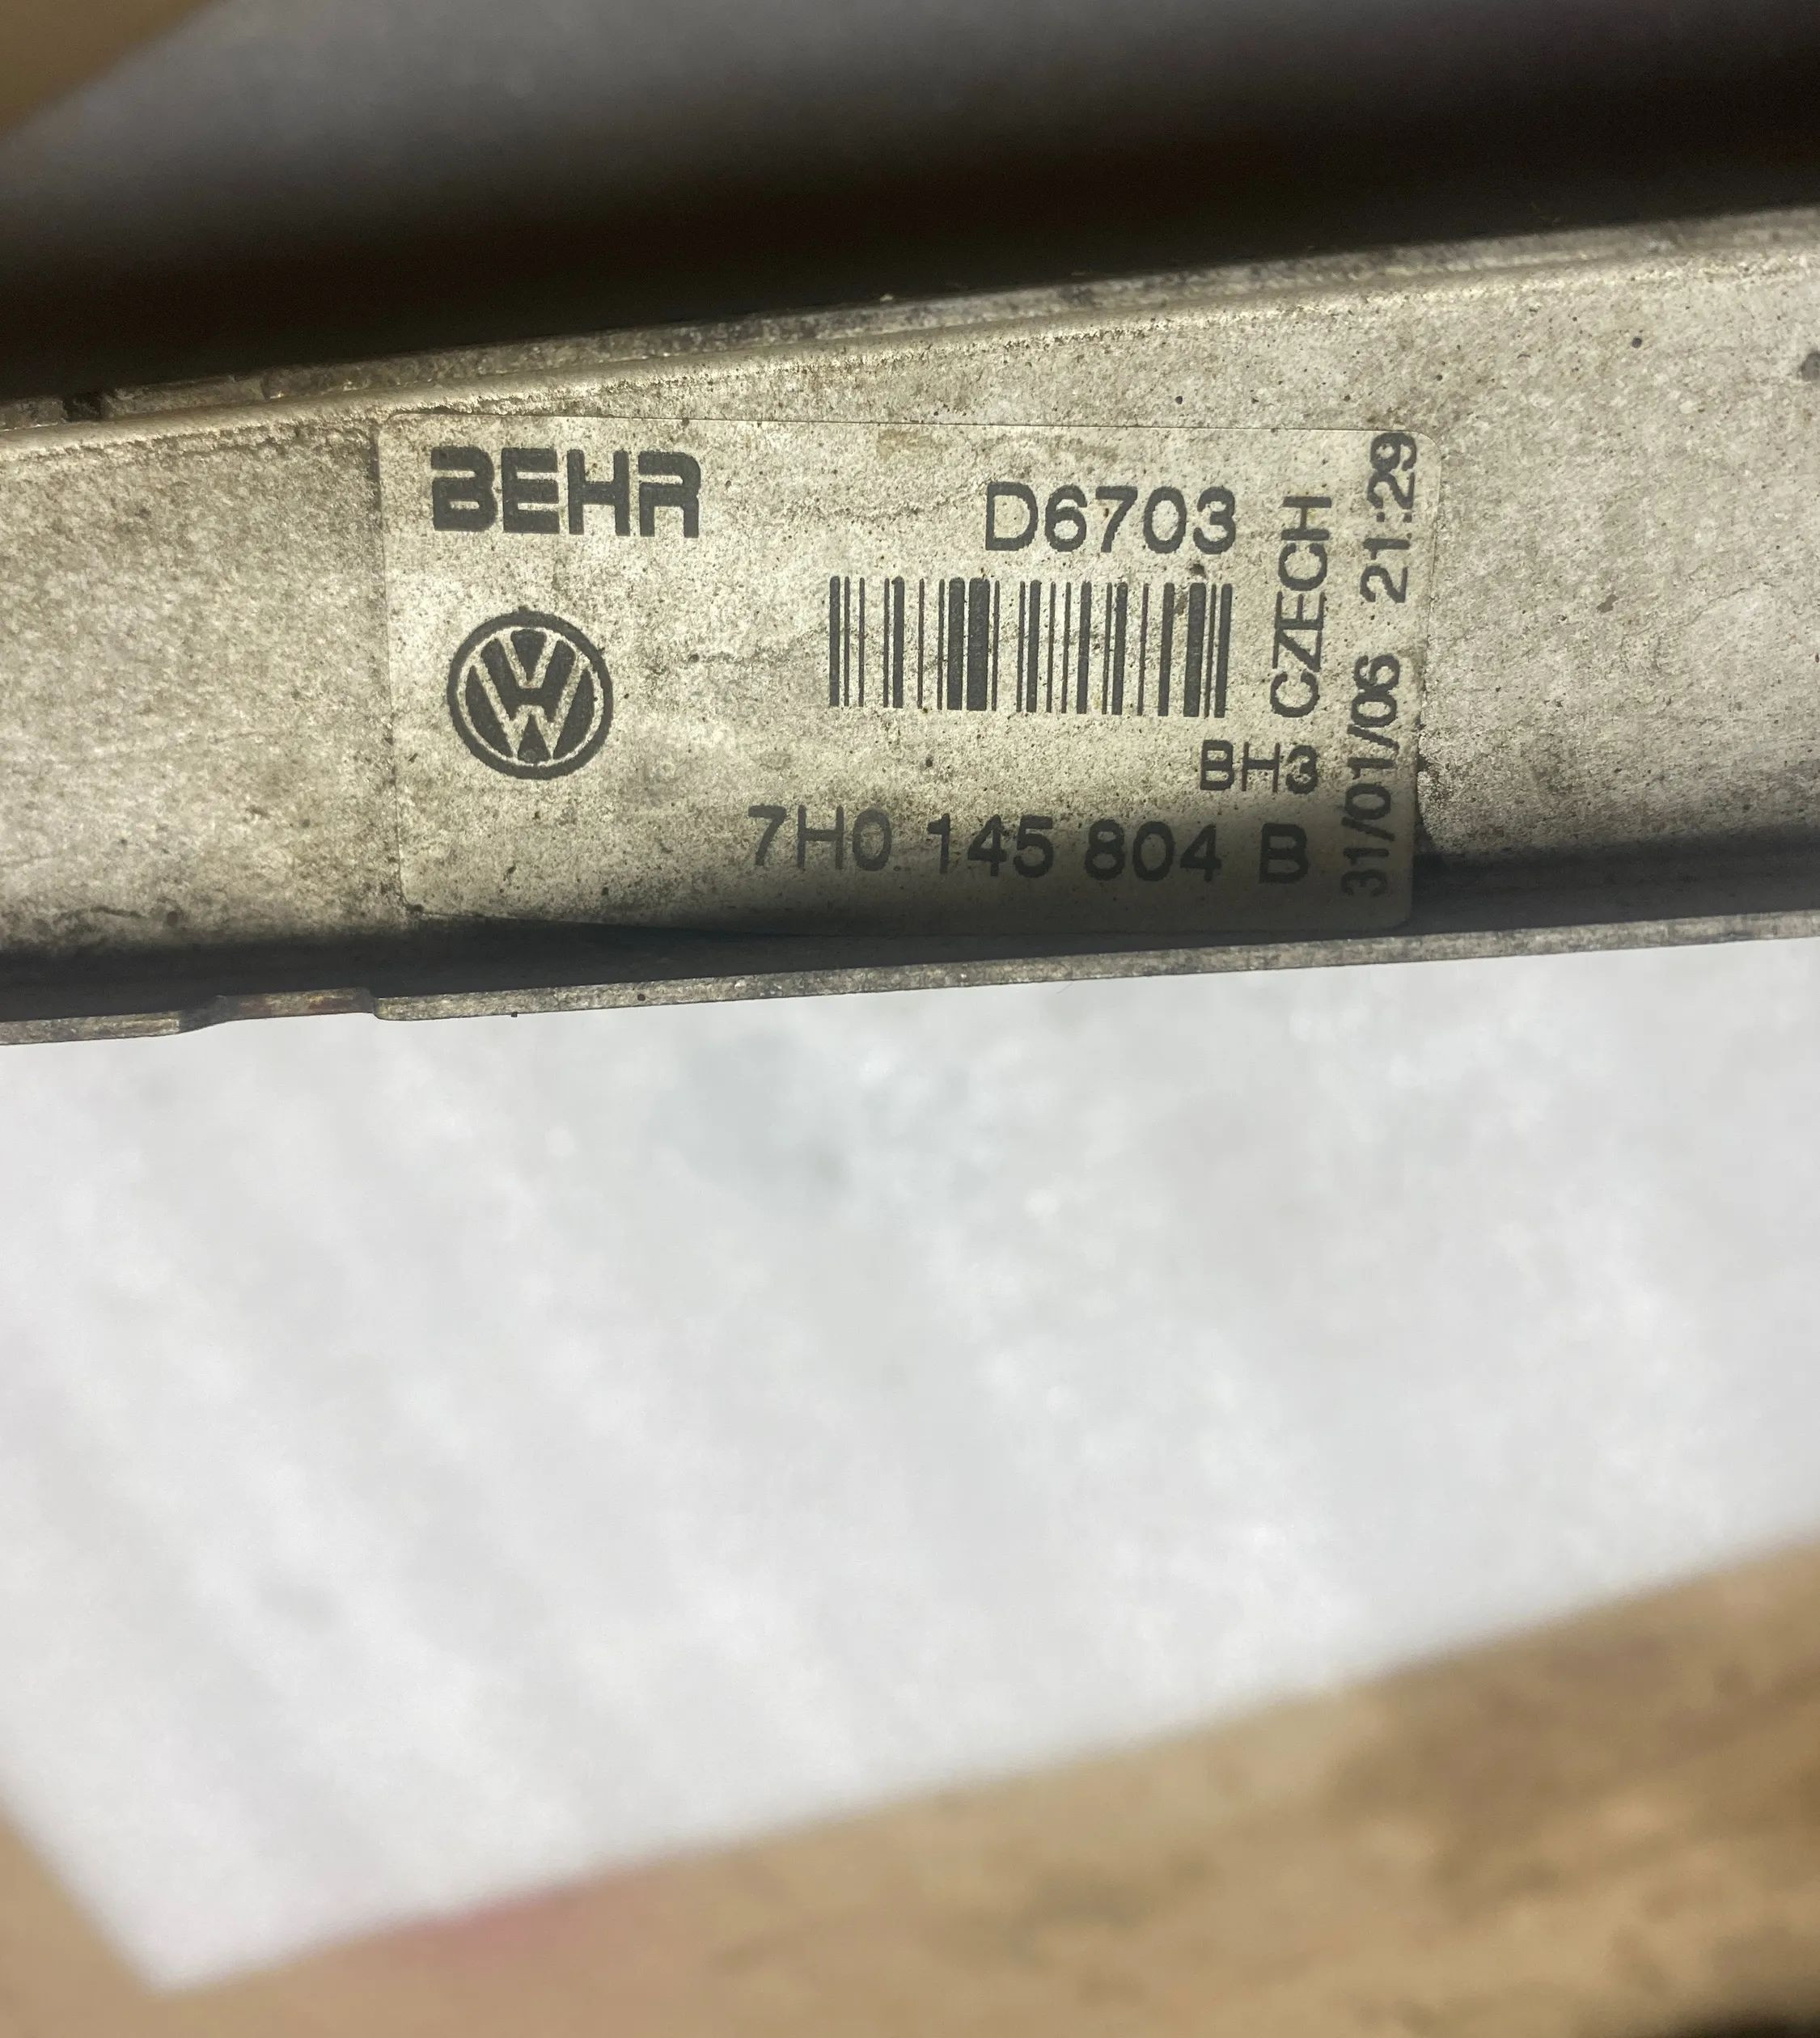 BEHR
D6703
BH3
7H0 145 804 B
CZECH
31/01/06 21:29